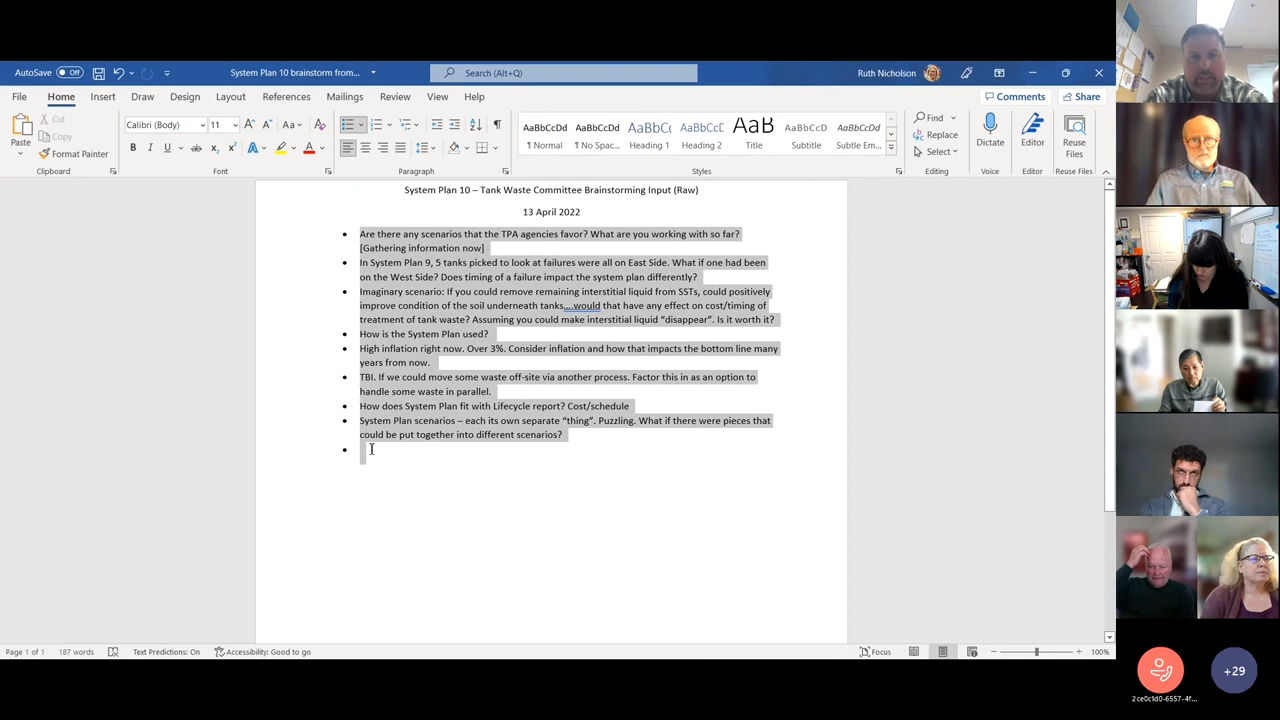 AutoSave Off System Plan 10 brainstorm from... Search (Alt+Q) Ruth Nicholson
File Home Insert Draw Design Layout References Mailings Review View Help Comments Share
Paste Cut Copy Format Painter Clipboard
Calibri (Body) 11 Font
Paragraph
AaBbCcDd AaBbCcDd AaBbCc AaBbCcD AaB AaBbCcD AaBbCcDd
¶ Normal ¶ No Spac... Heading 1 Heading 2 Title Subtitle Subtle Em...
Styles
Find Replace Select Editing
Dictate Voice
Editor Editor
Reuse Files Reuse Files
System Plan 10 – Tank Waste Committee Brainstorming Input (Raw)
13 April 2022
• Are there any scenarios that the TPA agencies favor? What are you working with so far?
[Gathering information now]
• In System Plan 9, 5 tanks picked to look at failures were all on East Side. What if one had been
on the West Side? Does timing of a failure impact the system plan differently?
• Imaginary scenario: If you could remove remaining interstitial liquid from SSTs, could positively
improve condition of the soil underneath tanks….would that have any effect on cost/timing of
treatment of tank waste? Assuming you could make interstitial liquid “disappear”. Is it worth it?
• How is the System Plan used?
• High inflation right now. Over 3%. Consider inflation and how that impacts the bottom line many
years from now.
• TBI. If we could move some waste off-site via another process. Factor this in as an option to
handle some waste in parallel.
• How does System Plan fit with Lifecycle report? Cost/schedule
• System Plan scenarios – each its own separate “thing”. Puzzling. What if there were pieces that
could be put together into different scenarios?
•
Page 1 of 1 187 words Text Predictions: On Accessibility: Good to go Focus 100%
2ce0c1d0-6557-4f... +29